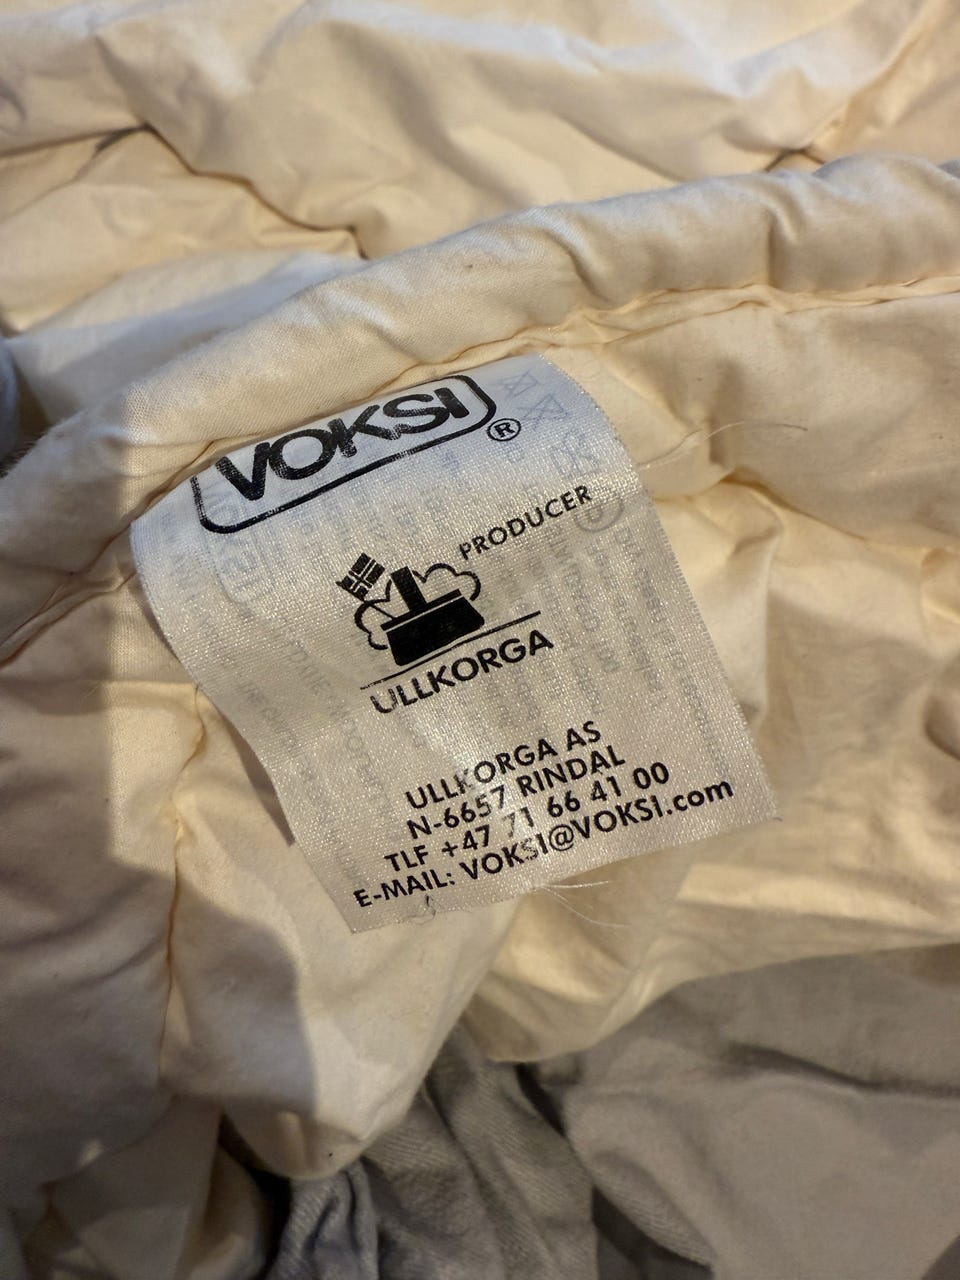 VOKSI
®
PRODUCER
ULLKORGA
ULLKORGA AS
N-6657 RINDAL
TLF +47 71 66 41 00
E-MAIL: VOKSI@VOKSI.com